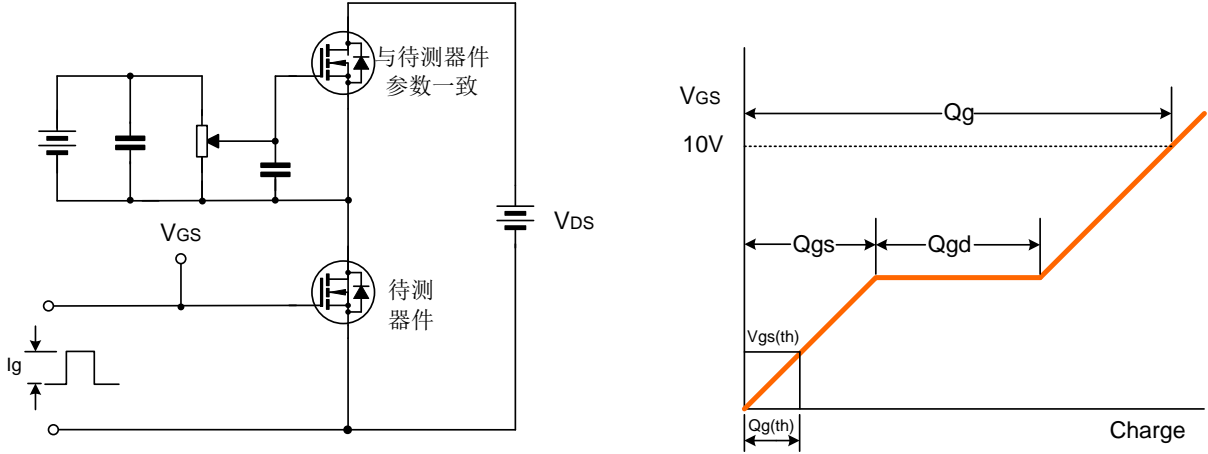 与待测器件
参数一致
VGS
VDS
待测
器件
Ig
VGS
Qg
10V
Qgs
Qgd
Vgs(th)
Qg(th)
Charge